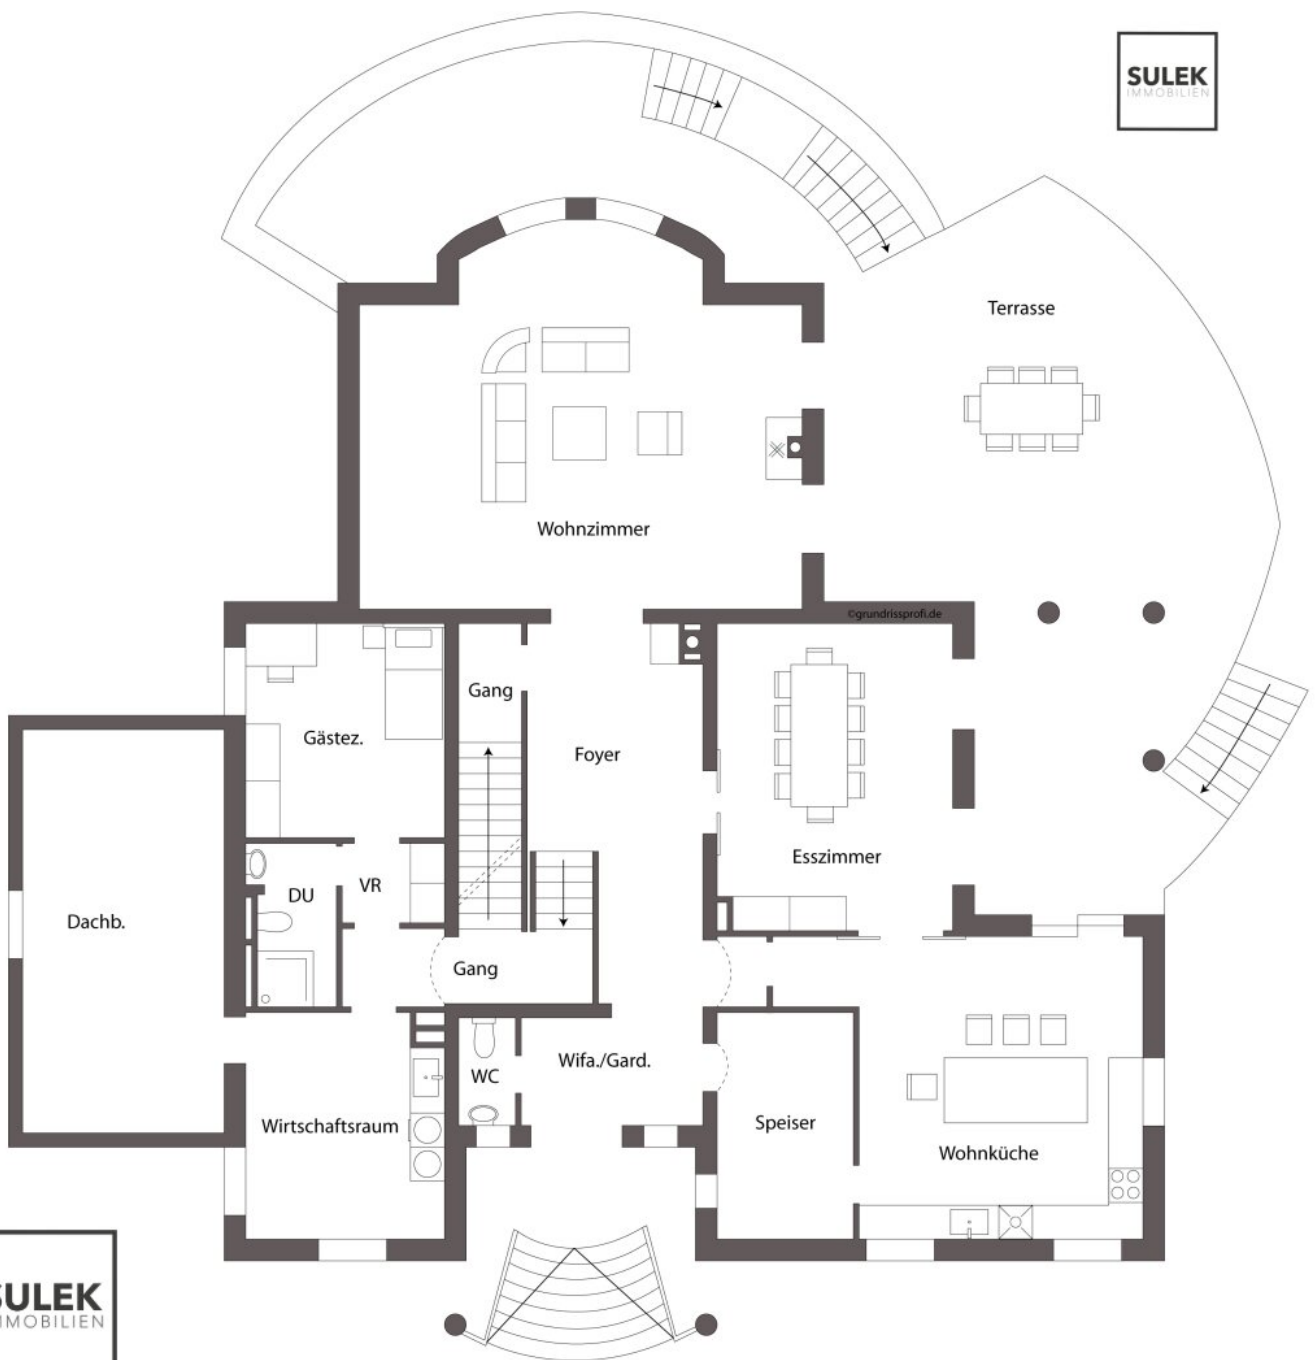 SULEK
IMMOBILIEN
Terrasse
Wohnzimmer
©grundrissprofi.de
Gang
Gästez.
Foyer
Esszimmer
DU
VR
Dachb.
Gang
Wifa./Gard.
WC
Speiser
Wirtschaftsraum
Wohnküche
SULEK
IMMOBILIEN